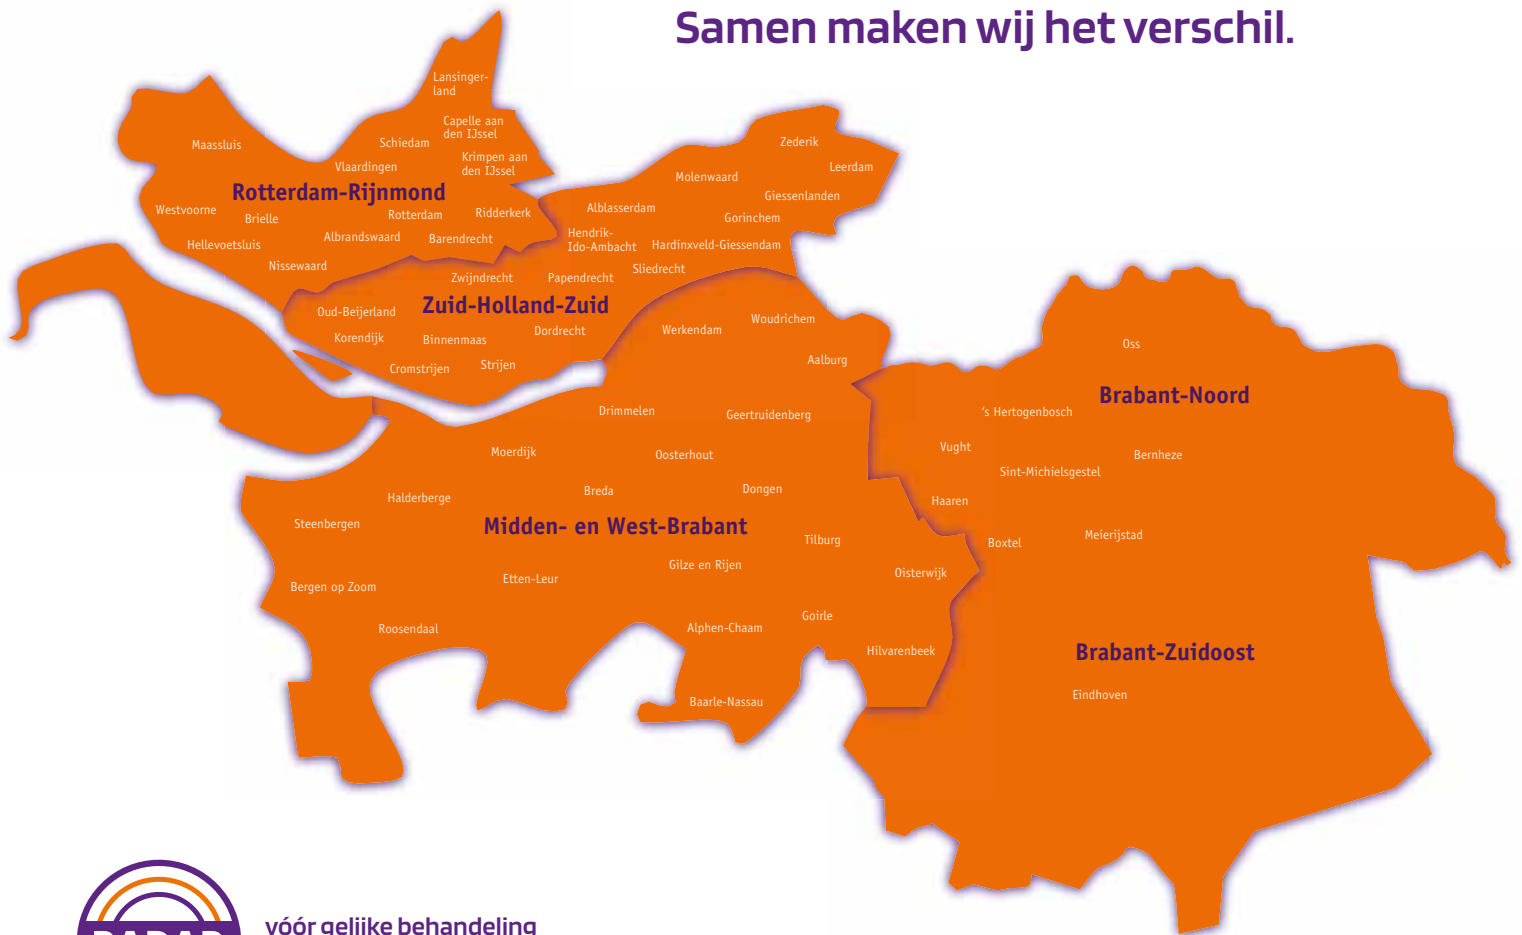 Samen maken wij het verschil.
Lansinger-
land
Capelle aan
den IJssel
Schiedam
Maassluis
Krimpen aan
den IJssel
Vlaardingen
Rotterdam-Rijnmond
Westvoorne
Brielle
Rotterdam
Ridderkerk
Hellevoetsluis
Albrandswaard
Barendrecht
Nissewaard
Zederik
Leerdam
Molenwaard
Giessenlanden
Alblasserdam
Gorinchem
Hendrik-
Ido-Ambacht
Hardinxveld-Giessendam
Sliedrecht
Zwijndrecht
Papendrecht
Zuid-Holland-Zuid
Oud-Beijerland
Dordrecht
Korendijk
Binnenmaas
Cromstrijen
Strijen
Woudrichem
Werkendam
Aalburg
Drimmelen
Geertruidenberg
Moerdijk
Oosterhout
Halderberge
Breda
Dongen
Steenbergen
Midden- en West-Brabant
Tilburg
Gilze en Rijen
Oisterwijk
Etten-Leur
Bergen op Zoom
Goirle
Roosendaal
Alphen-Chaam
Hilvarenbeek
Baarle-Nassau
Oss
Brabant-Noord
‘s Hertogenbosch
Vught
Bernheze
Sint-Michielsgestel
Haaren
Meierijstad
Boxtel
Brabant-Zuidoost
Eindhoven
RADAR
vóór gelijke behandeling